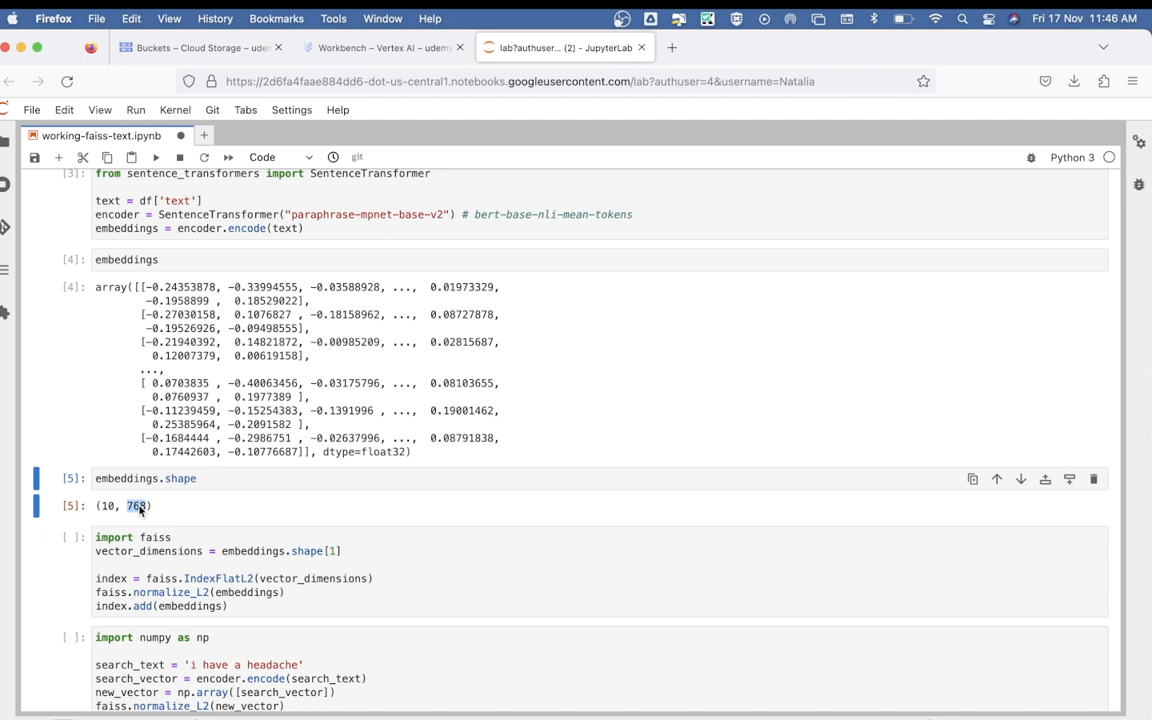 Firefox File Edit View History Bookmarks Tools Window Help Fri 17 Nov 11:46 AM
Buckets – Cloud Storage – uden Workbench – Vertex AI – udemy lab?authuser... (2) - JupyterLab
https://2d6fa4faae884dd6-dot-us-central1.notebooks.googleusercontent.com/lab?authuser=4&username=Natalia
File Edit View Run Kernel Git Tabs Settings Help
working-faiss-text.ipynb
Code git Python 3
[3]: from sentence_transformers import SentenceTransformer
text = df['text']
encoder = SentenceTransformer("paraphrase-mpnet-base-v2") # bert-base-nli-mean-tokens
embeddings = encoder.encode(text)
[4]: embeddings
[4]: array([[-0.24353878, -0.33994555, -0.03588928, ..., 0.01973329,
-0.1958899 , 0.18529022],
[-0.27030158, 0.1076827 , -0.18158962, ..., 0.08727878,
-0.19526926, -0.09498555],
[-0.21940392, 0.14821872, -0.00985209, ..., 0.02815687,
0.12007379, 0.00619158],
...,
[ 0.0703835 , -0.40063456, -0.03175796, ..., 0.08103655,
0.0760937 , 0.1977389 ],
[-0.11239459, -0.15254383, -0.1391996 , ..., 0.19001462,
0.25385964, -0.2091582 ],
[-0.1684444 , -0.2986751 , -0.02637996, ..., 0.08791838,
0.17442603, -0.10776687]], dtype=float32)
[5]: embeddings.shape
[5]: (10, 768)
[ ]: import faiss
vector_dimensions = embeddings.shape[1]
index = faiss.IndexFlatL2(vector_dimensions)
faiss.normalize_L2(embeddings)
index.add(embeddings)
[ ]: import numpy as np
search_text = 'i have a headache'
search_vector = encoder.encode(search_text)
new_vector = np.array([search_vector])
faiss.normalize_L2(new_vector)